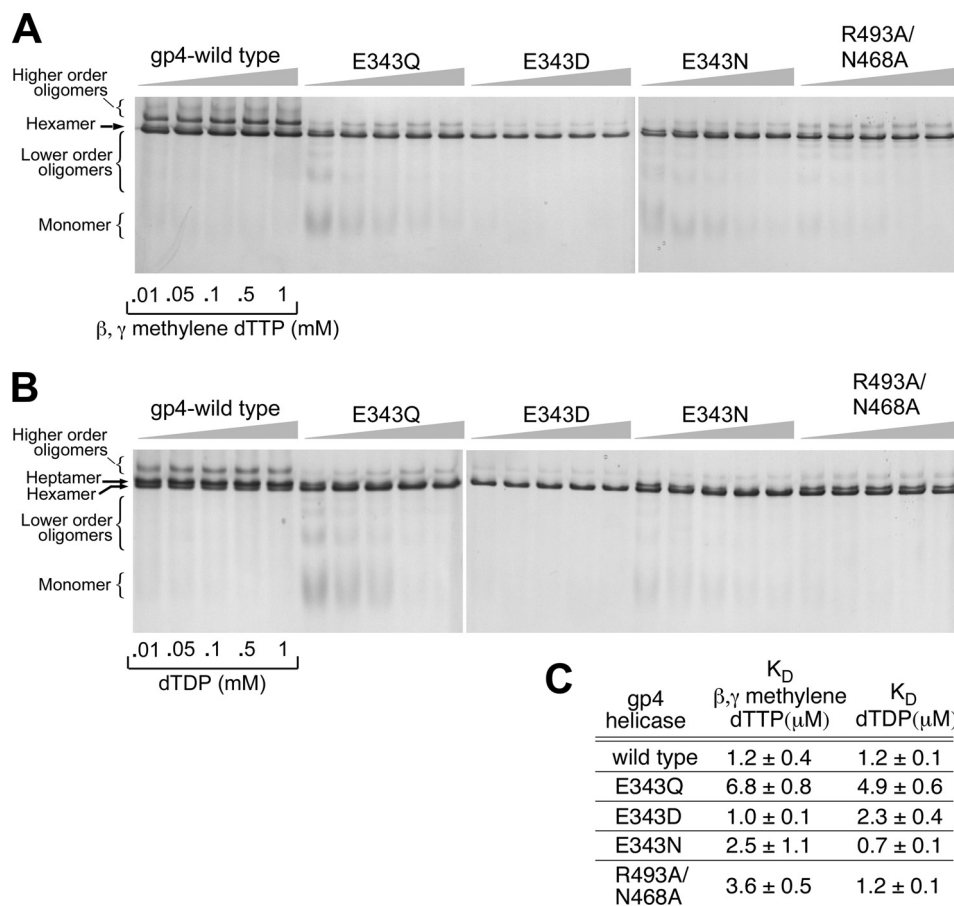 A
gp4-wild type
E343Q
E343D
E343N
R493A/
N468A
Higher order
oligomers
Hexamer
Lower order
oligomers
Monomer
.01 .05 .1 .5 1
β, γ methylene dTTP (mM)
B
gp4-wild type
E343Q
E343D
E343N
R493A/
N468A
Higher order
oligomers
Heptamer
Hexamer
Lower order
oligomers
Monomer
.01 .05 .1 .5 1
dTDP (mM)
C
gp4
helicase
KD
β,γ methylene
dTTP(μM)
KD
dTDP(μM)
wild type 1.2 ± 0.4 1.2 ± 0.1
E343Q 6.8 ± 0.8 4.9 ± 0.6
E343D 1.0 ± 0.1 2.3 ± 0.4
E343N 2.5 ± 1.1 0.7 ± 0.1
R493A/
N468A 3.6 ± 0.5 1.2 ± 0.1